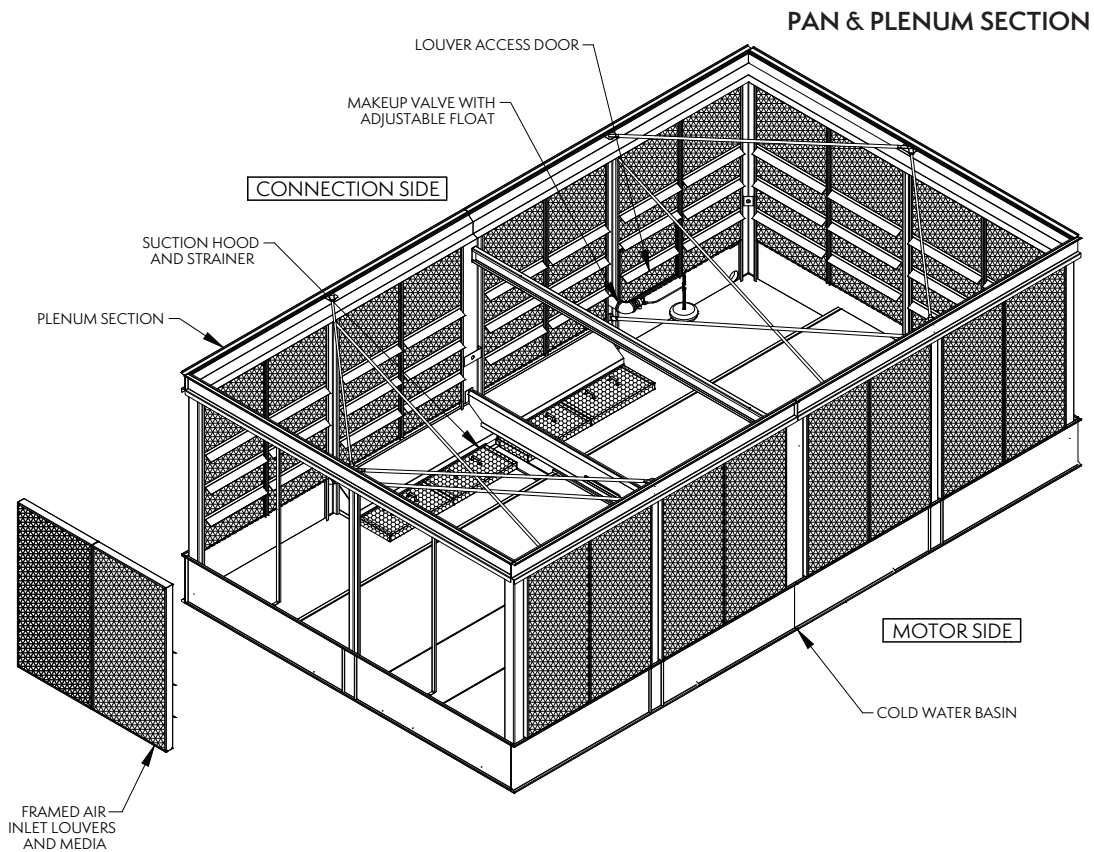 PAN & PLENUM SECTION
LOUVER ACCESS DOOR
MAKEUP VALVE WITH
ADJUSTABLE FLOAT
CONNECTION SIDE
SUCTION HOOD
AND STRAINER
PLENUM SECTION
MOTOR SIDE
COLD WATER BASIN
FRAMED AIR
INLET LOUVERS
AND MEDIA